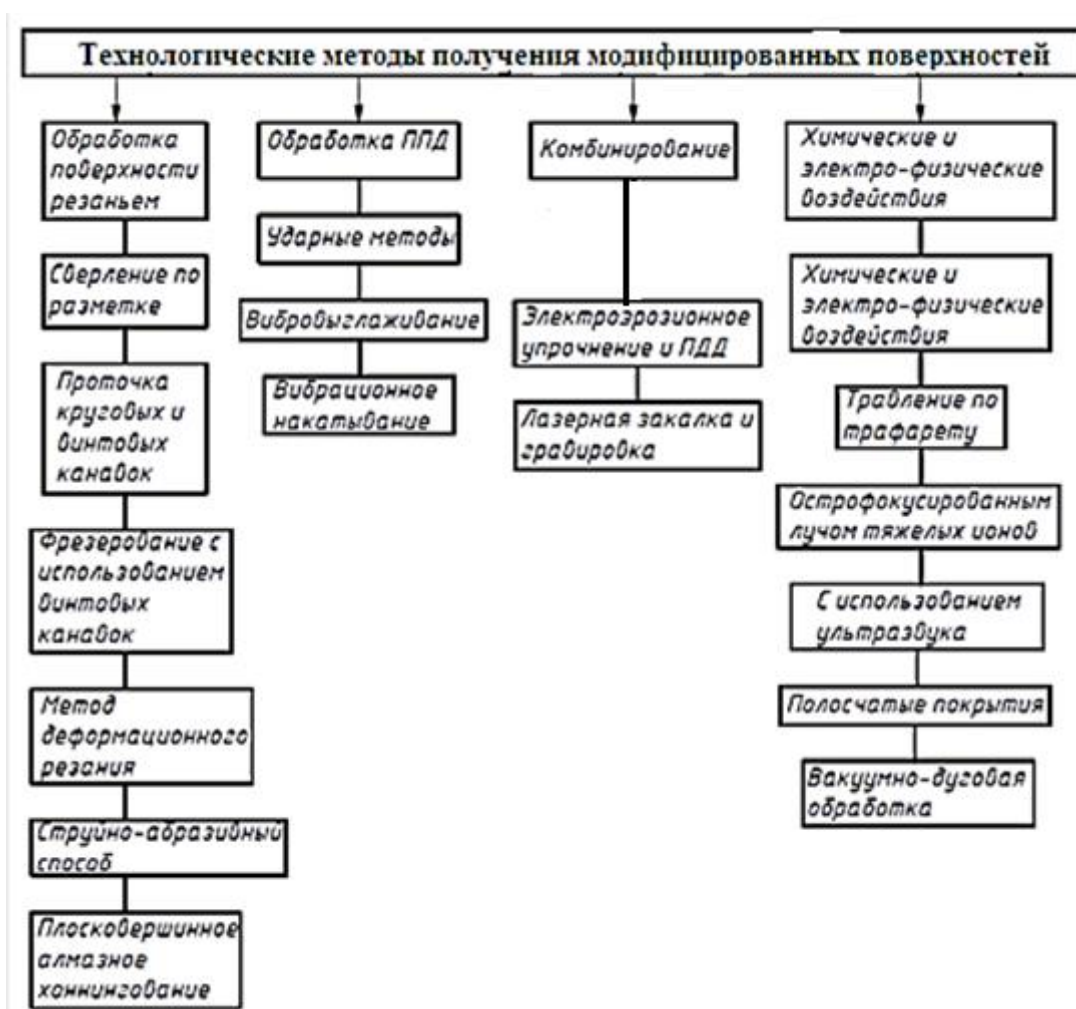 Технологические методы получения модифицированных поверхностей
Обработка
поверхности
резаньем
Сверление по
разметке
Проточка
круговых и
винтовых
канавок
Фрезерование с
использованием
винтовых
канавок
Метод
деформационного
резания
Струйно-абразивный
способ
Плосковершинное
алмазное
хоннингование
Обработка ППД
Ударные методы
Вибровыглаживание
Вибрационное
накатывание
Комбинирование
Электроэрозионное
упрочнение и ПДД
Лазерная закалка и
гравировка
Химические и
электро-физические
воздействия
Химические и
электро-физические
воздействия
Травление по
трафарету
Острофокусированным
лучом тяжелых ионов
С использованием
ультразвука
Полосчатые покрытия
Вакуумно-дуговая
обработка